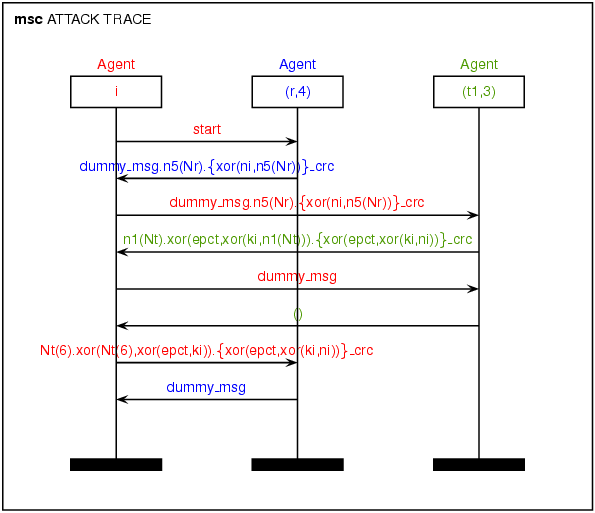 msc ATTACK TRACE
Agent Agent Agent
i (r,4) (t1,3)
start
dummy_msg.n5(Nr).{xor(ni,n5(Nr))}_crc
dummy_msg.n5(Nr).{xor(ni,n5(Nr))}_crc
n1(Nt).xor(epct,xor(ki,n1(Nt))).{xor(epct,xor(ki,ni))}_crc
dummy_msg
()
Nt(6).xor(Nt(6),xor(epct,ki)).{xor(epct,xor(ki,ni))}_crc
dummy_msg